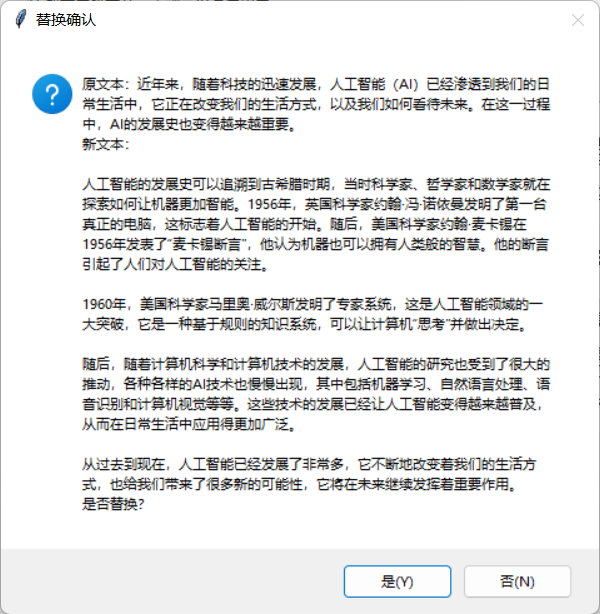 替换确认
原文本：近年来，随着科技的迅速发展，人工智能（AI）已经渗透到我们的日
常生活中，它正在改变我们的生活方式，以及我们如何看待未来。在这一过程
中，AI的发展史也变得越来越重要。
新文本：
人工智能的发展史可以追溯到古希腊时期，当时科学家、哲学家和数学家就在
探索如何让机器更加智能。1956年，英国科学家约翰·冯·诺依曼发明了第一台
真正的电脑，这标志着人工智能的开始。随后，美国科学家约翰·麦卡锡在
1956年发表了“麦卡锡断言”，他认为机器也可以拥有人类般的智慧。他的断言
引起了人们对人工智能的关注。
1960年，美国科学家马里奥·威尔斯发明了专家系统，这是人工智能领域的一
大突破，它是一种基于规则的知识系统，可以让计算机“思考”并做出决定。
随后，随着计算机科学和计算机技术的发展，人工智能的研究也受到了很大的
推动，各种各样的AI技术也慢慢出现，其中包括机器学习、自然语言处理、语
音识别和计算机视觉等等。这些技术的发展已经让人工智能变得越来越普及，
从而在日常生活中应用得更加广泛。
从过去到现在，人工智能已经发展了非常多，它不断地改变着我们的生活方
式，也给我们带来了很多新的可能性，它将在未来继续发挥着重要作用。
是否替换？
是(Y)
否(N)